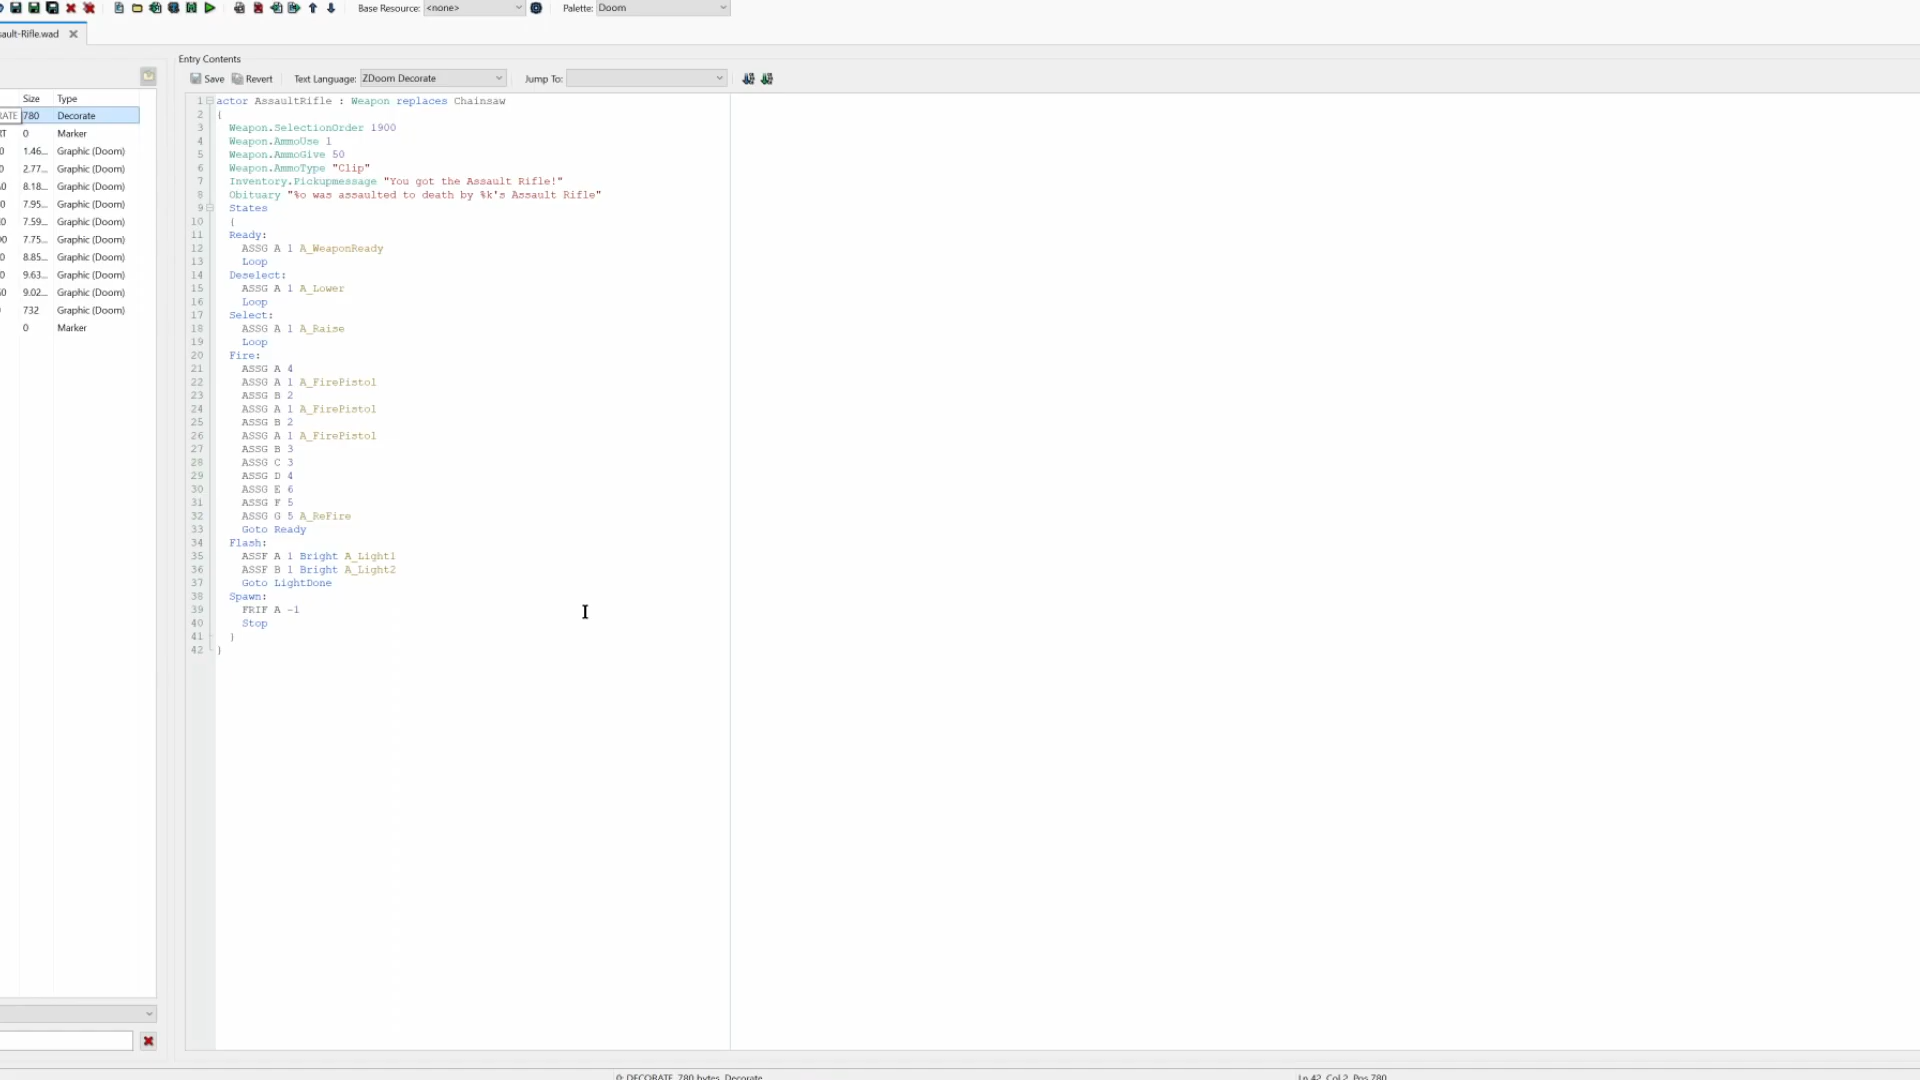 Base Resource: <none> Palette: Doom
sault-Rifle.wad
Entry Contents
Save Revert Text Language: ZDoom Decorate Jump To:
Size Type
RATE 780 Decorate
RT 0 Marker
0 1.46... Graphic (Doom)
0 2.77... Graphic (Doom)
8.18... Graphic (Doom)
0 7.95... Graphic (Doom)
7.59... Graphic (Doom)
7.75... Graphic (Doom)
0 8.85... Graphic (Doom)
0 9.63... Graphic (Doom)
9.02... Graphic (Doom)
732 Graphic (Doom)
0 Marker
1 actor AssaultRifle : Weapon replaces Chainsaw
2 {
3 Weapon.SelectionOrder 1900
4 Weapon.AmmoUse 1
5 Weapon.AmmoGive 50
6 Weapon.AmmoType "Clip"
7 Inventory.Pickupmessage "You got the Assault Rifle!"
8 Obituary "%o was assaulted to death by %k's Assault Rifle"
9 States
10 {
11 Ready:
12 ASSG A 1 A_WeaponReady
13 Loop
14 Deselect:
15 ASSG A 1 A_Lower
16 Loop
17 Select:
18 ASSG A 1 A_Raise
19 Loop
20 Fire:
21 ASSG A 4
22 ASSG A 1 A_FirePistol
23 ASSG B 2
24 ASSG A 1 A_FirePistol
25 ASSG B 2
26 ASSG A 1 A_FirePistol
27 ASSG B 3
28 ASSG C 3
29 ASSG D 4
30 ASSG E 6
31 ASSG F 5
32 ASSG G 5 A_ReFire
33 Goto Ready
34 Flash:
35 ASSF A 1 Bright A_Light1
36 ASSF B 1 Bright A_Light2
37 Goto LightDone
38 Spawn:
39 FRIF A -1
40 Stop
41 }
42 }
0: DECORATE, 780 bytes, Decorate Ln 42, Col 2, Pos 780